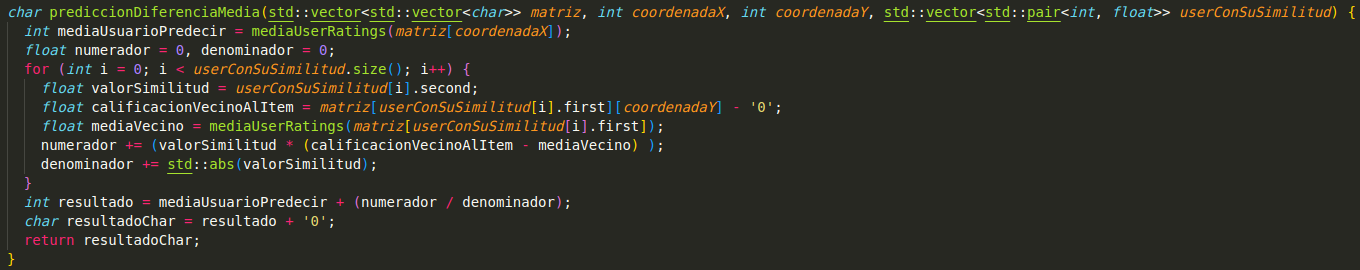 char prediccionDiferenciaMedia(std::vector<std::vector<char>> matriz, int coordenadaX, int coordenadaY, std::vector<std::pair<int, float>> userConSuSimilitud) {
  int mediaUsuarioPredecir = mediaUserRatings(matriz[coordenadaX]);
  float numerador = 0, denominador = 0;
  for (int i = 0; i < userConSuSimilitud.size(); i++) {
    float valorSimilitud = userConSuSimilitud[i].second;
    float calificacionVecinoAlItem = matriz[userConSuSimilitud[i].first][coordenadaY] - '0';
    float mediaVecino = mediaUserRatings(matriz[userConSuSimilitud[i].first]);
    numerador += (valorSimilitud * (calificacionVecinoAlItem - mediaVecino) );
    denominador += std::abs(valorSimilitud);
  }
  int resultado = mediaUsuarioPredecir + (numerador / denominador);
  char resultadoChar = resultado + '0';
  return resultadoChar;
}